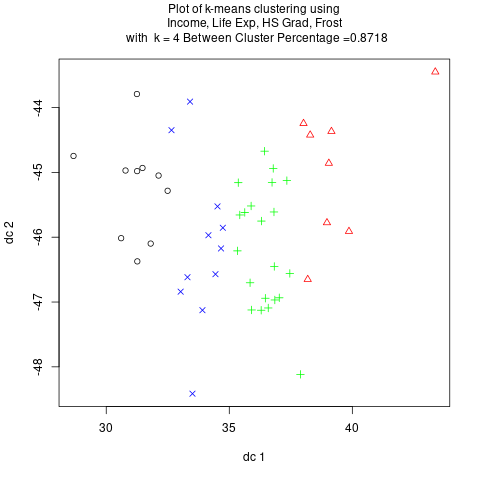 Plot of k-means clustering using
Income, Life Exp, HS Grad, Frost
with k = 4 Between Cluster Percentage =0.8718
-44
-45
-46
-47
-48
dc 2
30 35 40
dc 1